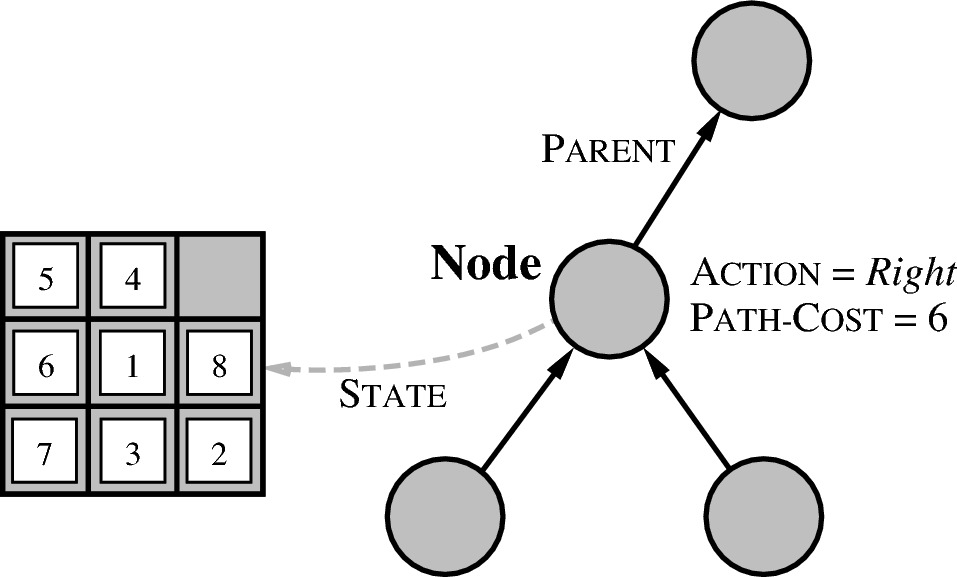 PARENT
Node
ACTION = Right
PATH-COST = 6
STATE
5 4
6 1 8
7 3 2